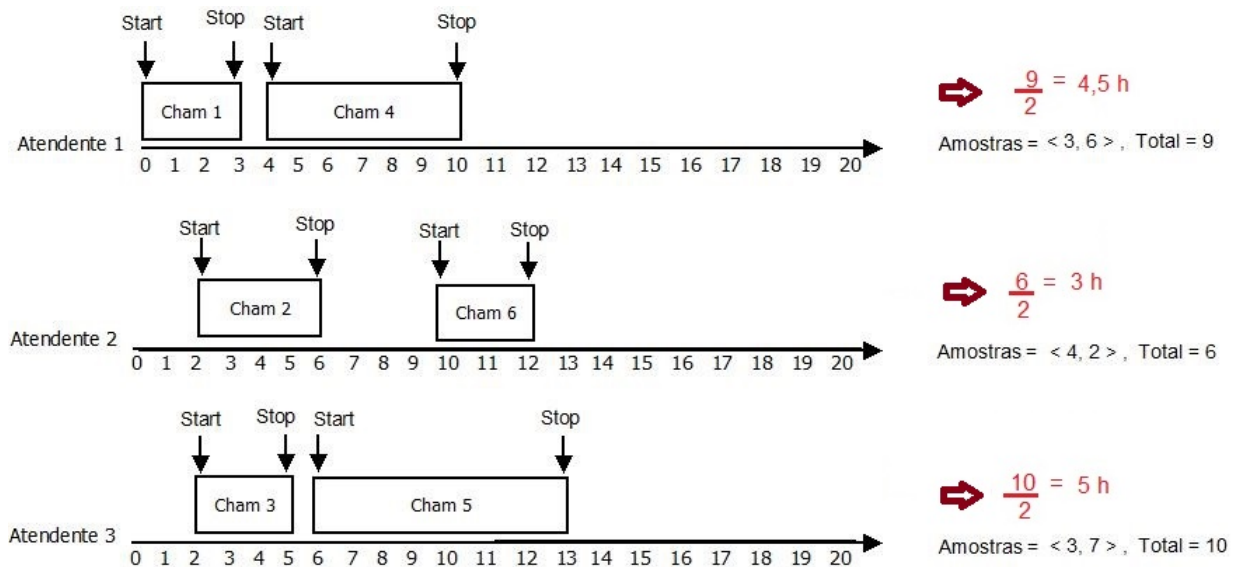 Start Stop Start Stop
Cham 1 Cham 4
Atendente 1
0 1 2 3 4 5 6 7 8 9 10 11 12 13 14 15 16 17 18 19 20
9
2
= 4,5 h
Amostras = < 3, 6 > , Total = 9
Start Stop Start Stop
Cham 2 Cham 6
Atendente 2
0 1 2 3 4 5 6 7 8 9 10 11 12 13 14 15 16 17 18 19 20
6
2
= 3 h
Amostras = < 4, 2 > , Total = 6
Start Stop Start Stop
Cham 3 Cham 5
Atendente 3
0 1 2 3 4 5 6 7 8 9 10 11 12 13 14 15 16 17 18 19 20
10
2
= 5 h
Amostras = < 3, 7 > , Total = 10